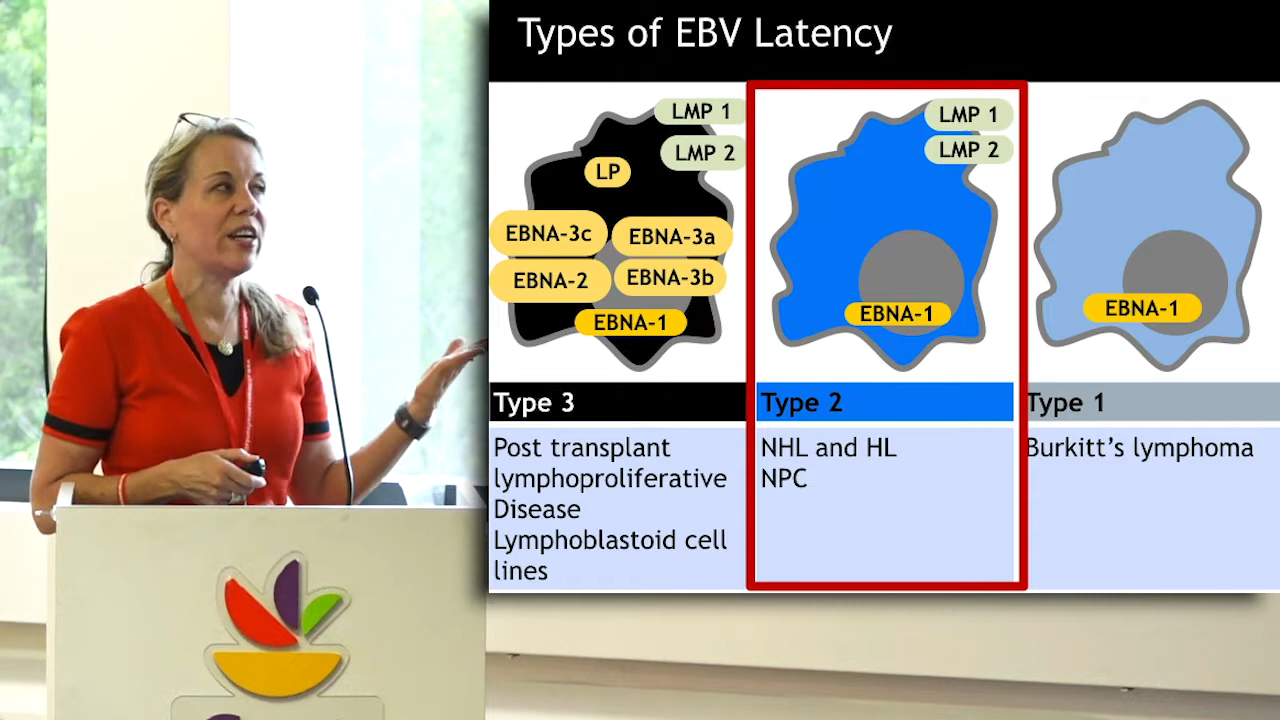 Types of EBV Latency
LMP 1
LMP 2
LP
EBNA-3c
EBNA-3a
EBNA-2
EBNA-3b
EBNA-1
LMP 1
LMP 2
EBNA-1
EBNA-1
Type 3
Type 2
Type 1
Post transplant
lymphoproliferative
Disease
Lymphoblastoid cell
lines
NHL and HL
NPC
Burkitt’s lymphoma